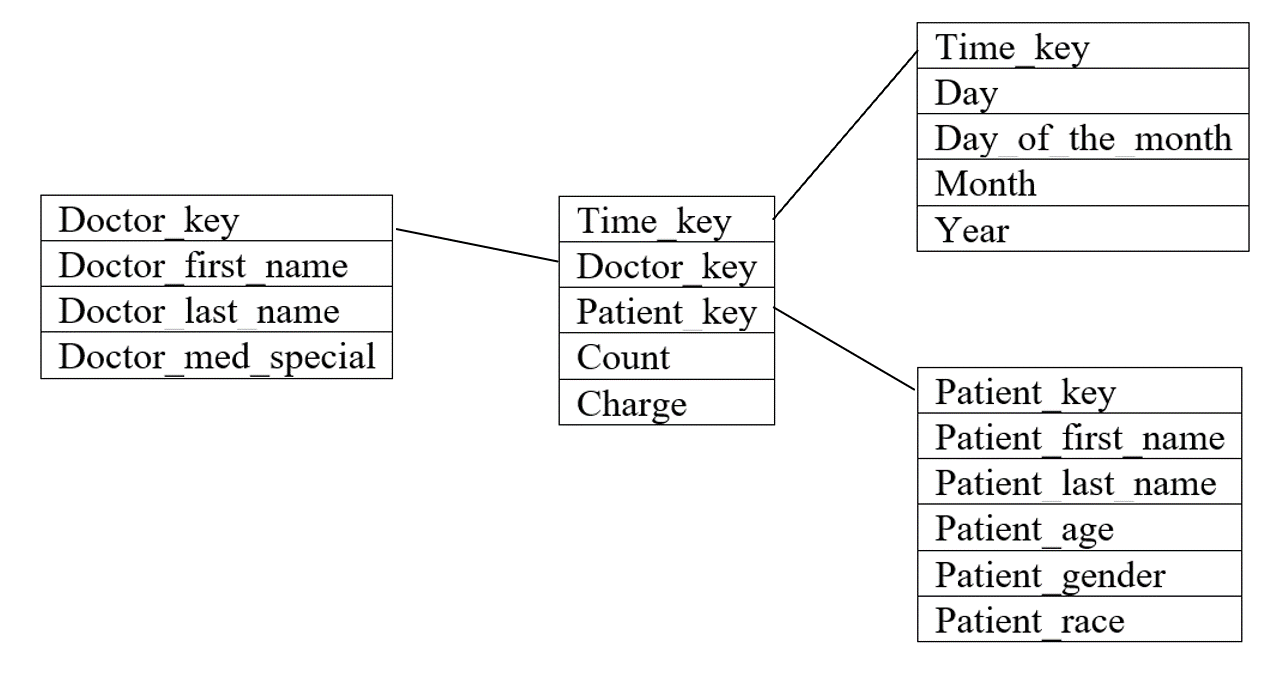 Doctor_key
Doctor_first_name
Doctor_last_name
Doctor_med_special
Time_key
Doctor_key
Patient_key
Count
Charge
Time_key
Day
Day_of_the_month
Month
Year
Patient_key
Patient_first_name
Patient_last_name
Patient_age
Patient_gender
Patient_race